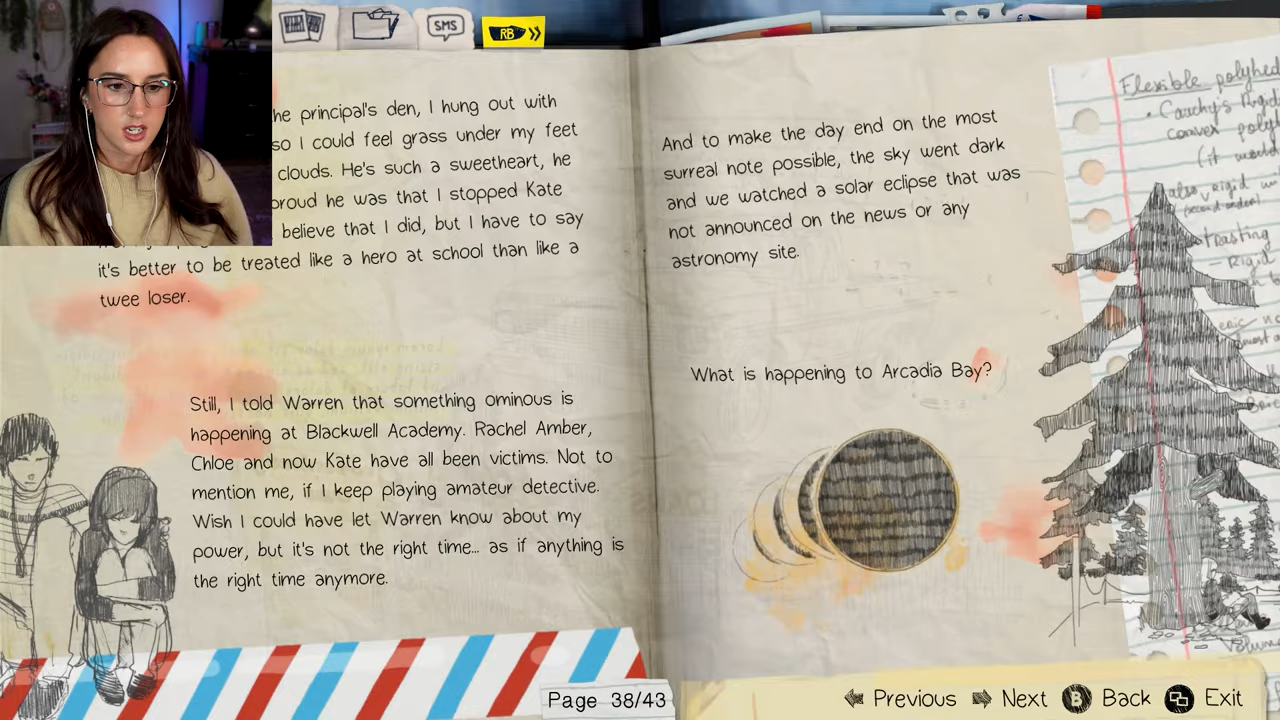 SMS
RB
he principal's den, I hung out with
so I could feel grass under my feet
clouds. He's such a sweetheart, he
proud he was that I stopped Kate
believe that I did, but I have to say
it's better to be treated like a hero at school than like a
twee loser.
Still, I told Warren that something ominous is
happening at Blackwell Academy. Rachel Amber,
Chloe and now Kate have all been victims. Not to
mention me, if I keep playing amateur detective.
Wish I could have let Warren know about my
power, but it's not the right time... as if anything is
the right time anymore.
And to make the day end on the most
surreal note possible, the sky went dark
and we watched a solar eclipse that was
not announced on the news or any
astronomy site.
What is happening to Arcadia Bay?
Flexible polyhed
• Cauchy's Rigid
convex poly
(it would
also rigid
Page 38/43
Previous
Next
B Back
Exit